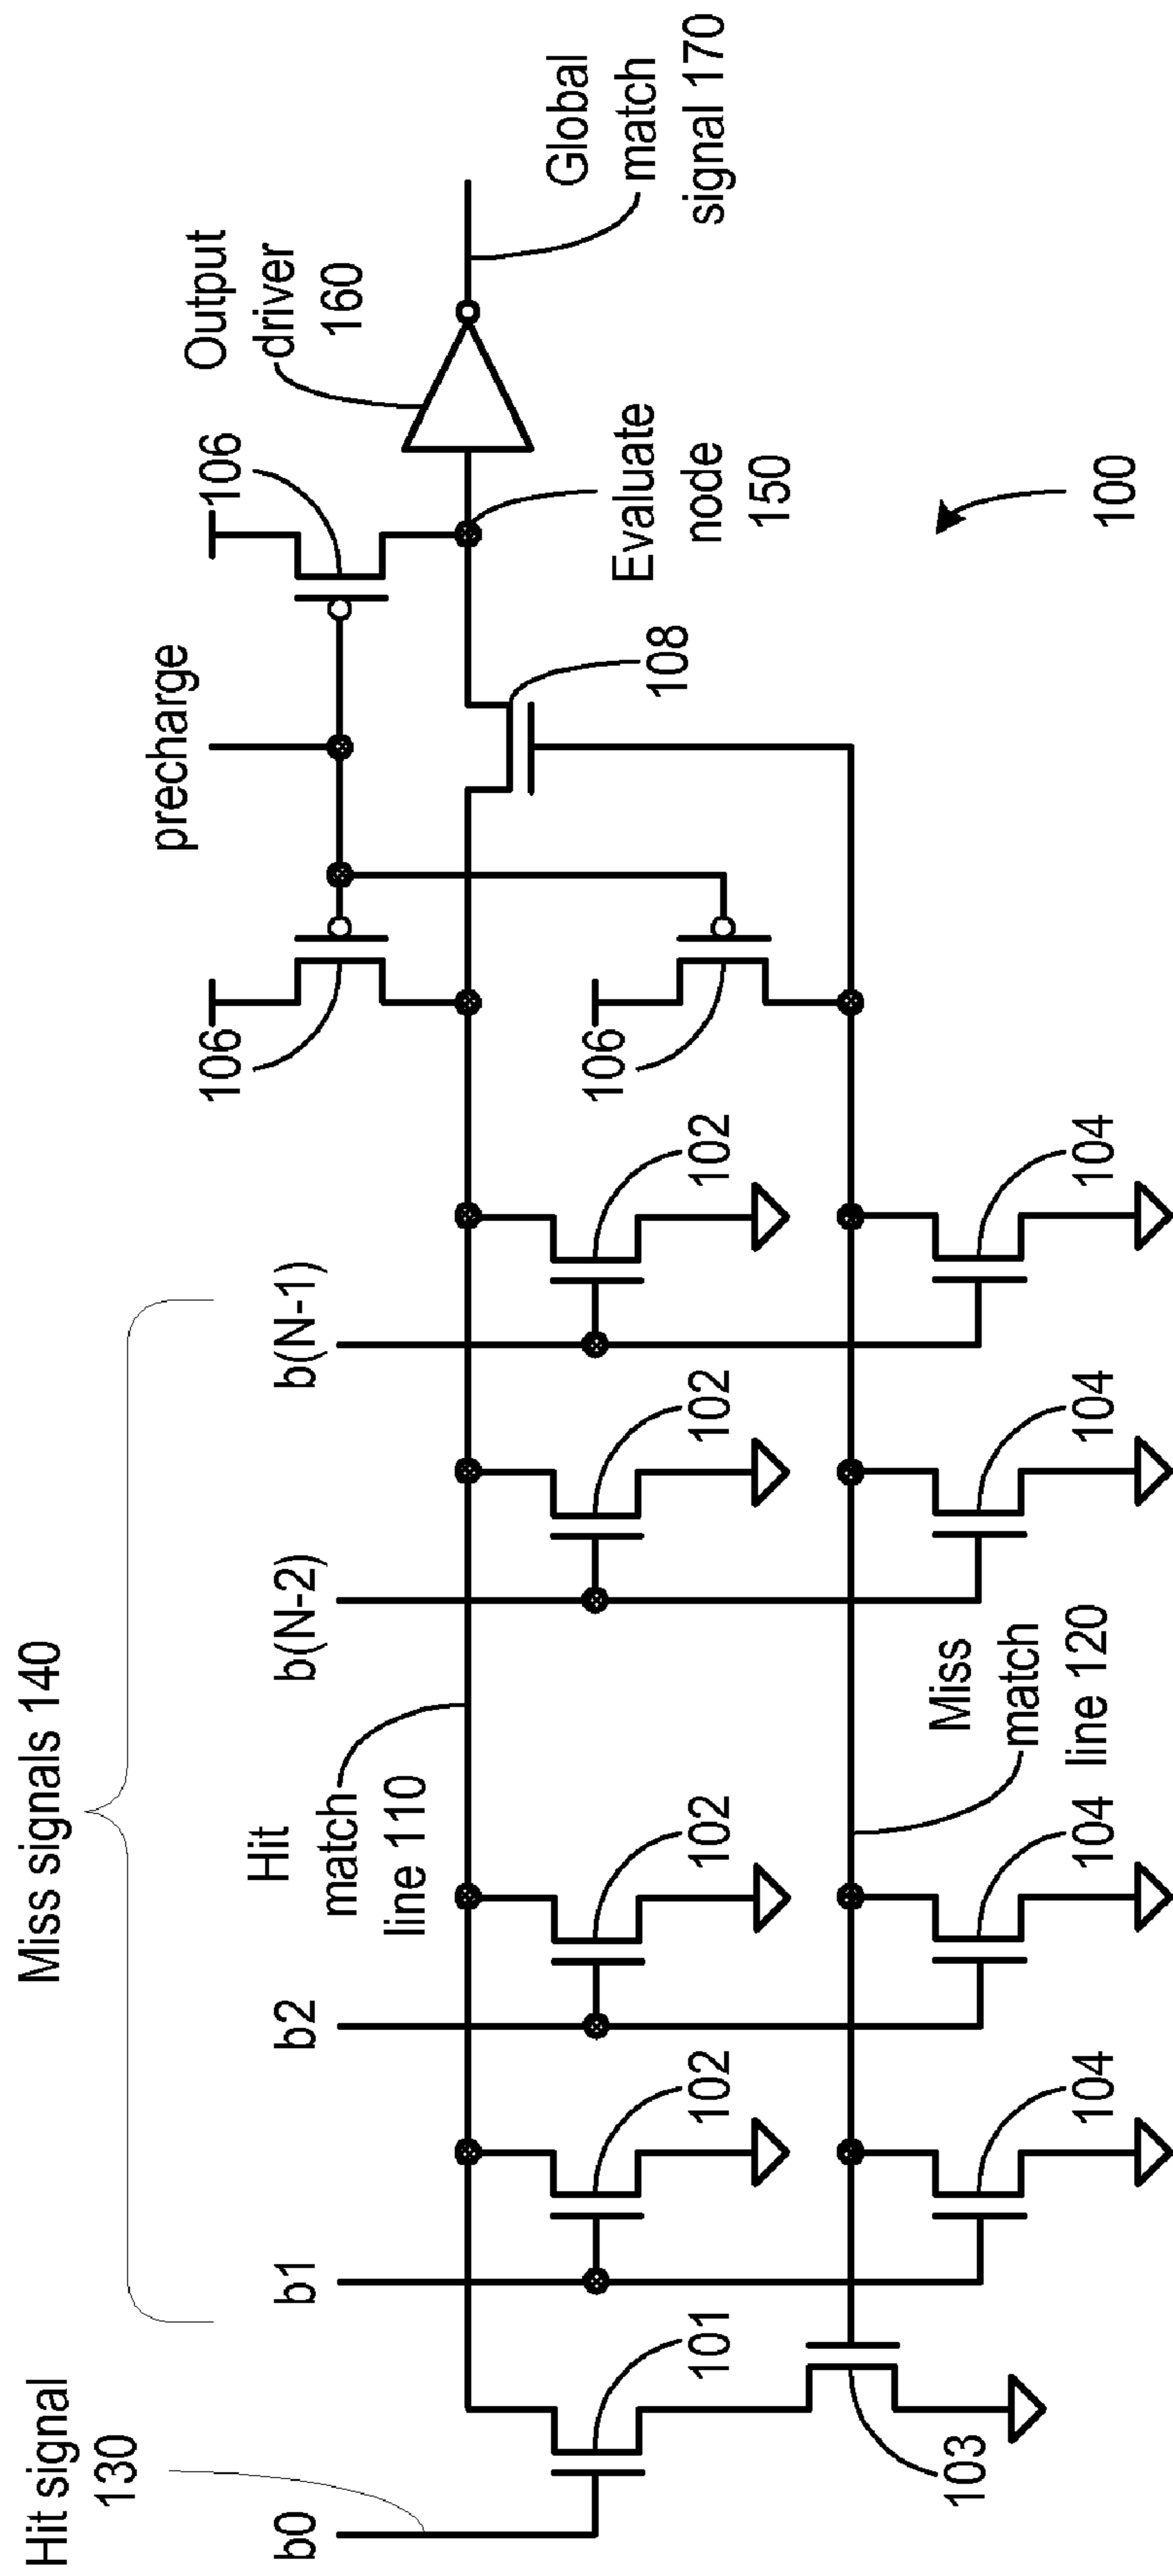 Miss signals 140
Hit signal
130
b0
b1
b2
b(N-2)
b(N-1)
precharge
Output
driver
160
106
106
Hit
match
line 110
101
102
102
102
102
106
108
Evaluate
node
150
Global
match
signal 170
103
104
104
104
104
Miss
match
line 120
100